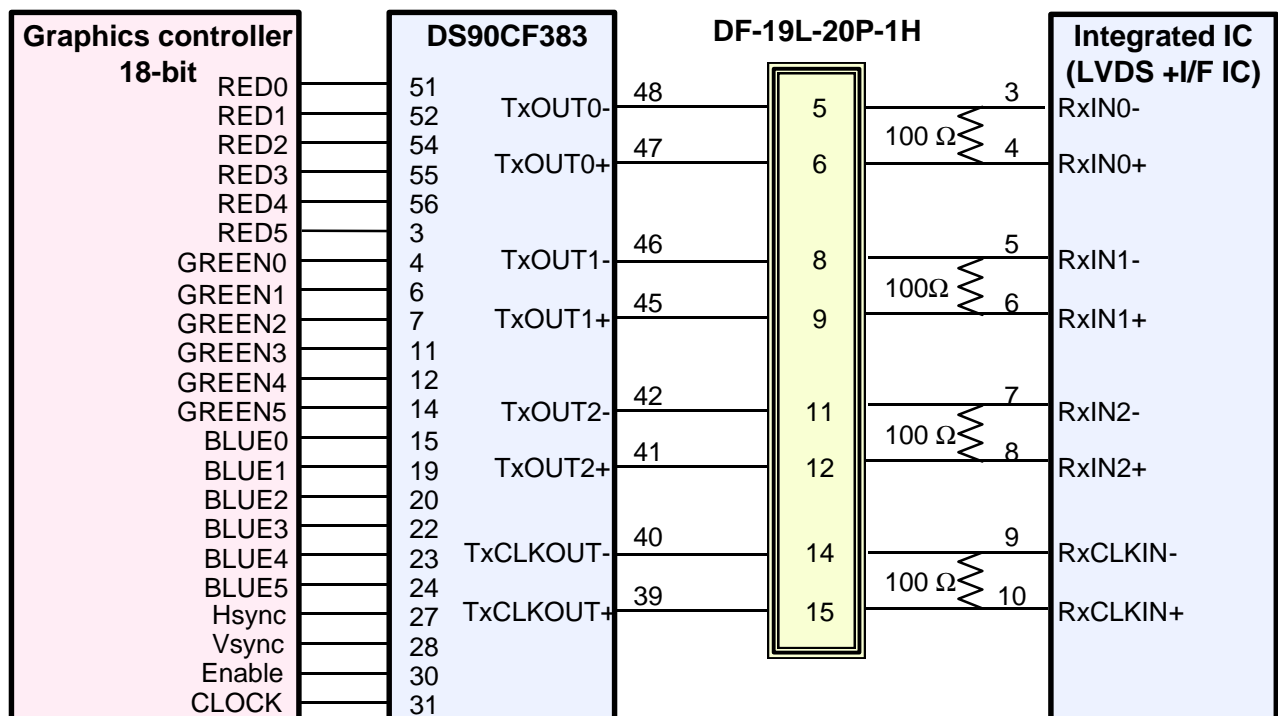 Graphics controller
18-bit
RED0
RED1
RED2
RED3
RED4
RED5
GREEN0
GREEN1
GREEN2
GREEN3
GREEN4
GREEN5
BLUE0
BLUE1
BLUE2
BLUE3
BLUE4
BLUE5
Hsync
Vsync
Enable
CLOCK
DS90CF383
51
52
54
55
56
3
4
6
7
11
12
14
15
19
20
22
23
24
27
28
30
31
TxOUT0- 48
TxOUT0+ 47
TxOUT1- 46
TxOUT1+ 45
TxOUT2- 42
TxOUT2+ 41
TxCLKOUT- 40
TxCLKOUT+ 39
DF-19L-20P-1H
5
6
8
9
11
12
14
15
100 Ω
100Ω
100 Ω
100 Ω
Integrated IC
(LVDS +I/F IC)
3 RxIN0-
4 RxIN0+
5 RxIN1-
6 RxIN1+
7 RxIN2-
8 RxIN2+
9 RxCLKIN-
10 RxCLKIN+